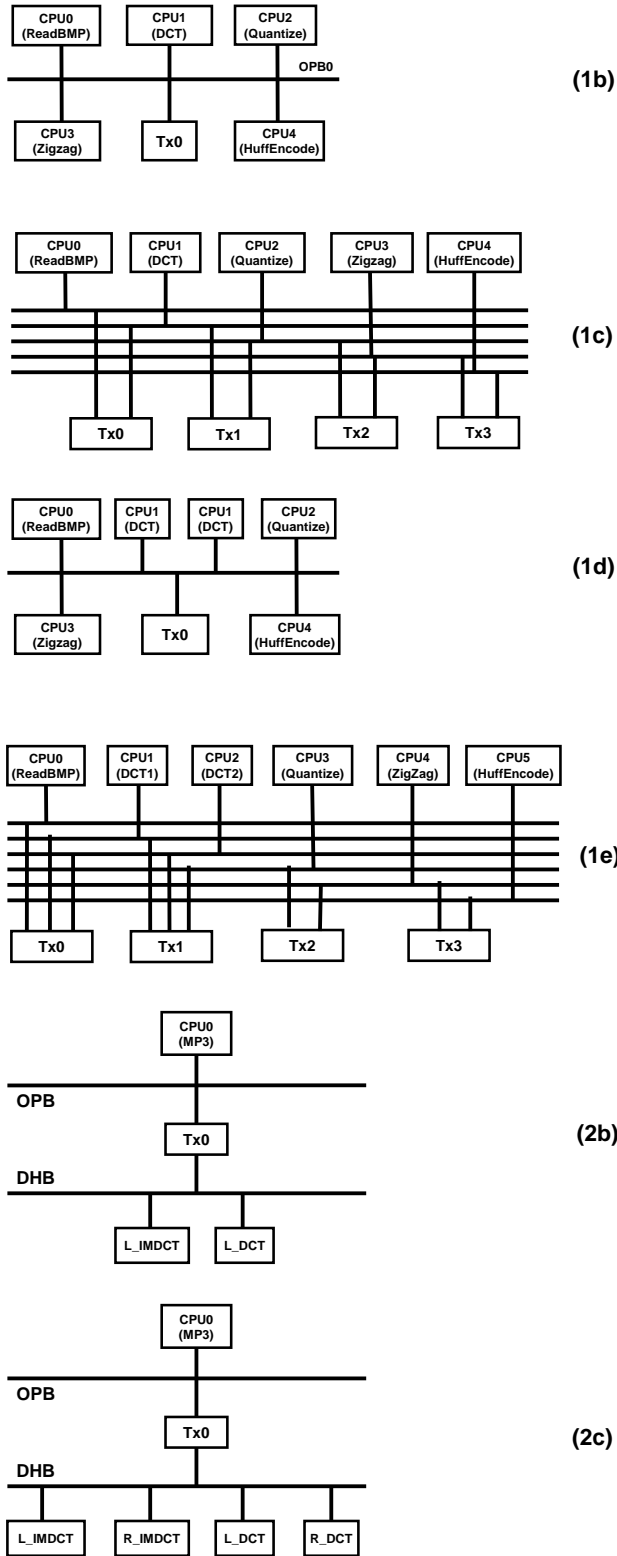 CPU0 (ReadBMP)
CPU1 (DCT)
CPU2 (Quantize)
OPB0
(1b)
CPU3 (Zigzag)
Tx0
CPU4 (HuffEncode)
CPU0 (ReadBMP)
CPU1 (DCT)
CPU2 (Quantize)
CPU3 (Zigzag)
CPU4 (HuffEncode)
(1c)
Tx0
Tx1
Tx2
Tx3
CPU0 (ReadBMP)
CPU1 (DCT)
CPU1 (DCT)
CPU2 (Quantize)
(1d)
CPU3 (Zigzag)
Tx0
CPU4 (HuffEncode)
CPU0 (ReadBMP)
CPU1 (DCT1)
CPU2 (DCT2)
CPU3 (Quantize)
CPU4 (ZigZag)
CPU5 (HuffEncode)
(1e)
Tx0
Tx1
Tx2
Tx3
CPU0 (MP3)
OPB
Tx0
(2b)
DHB
L_IMDCT
L_DCT
CPU0 (MP3)
OPB
Tx0
(2c)
DHB
L_IMDCT
R_IMDCT
L_DCT
R_DCT